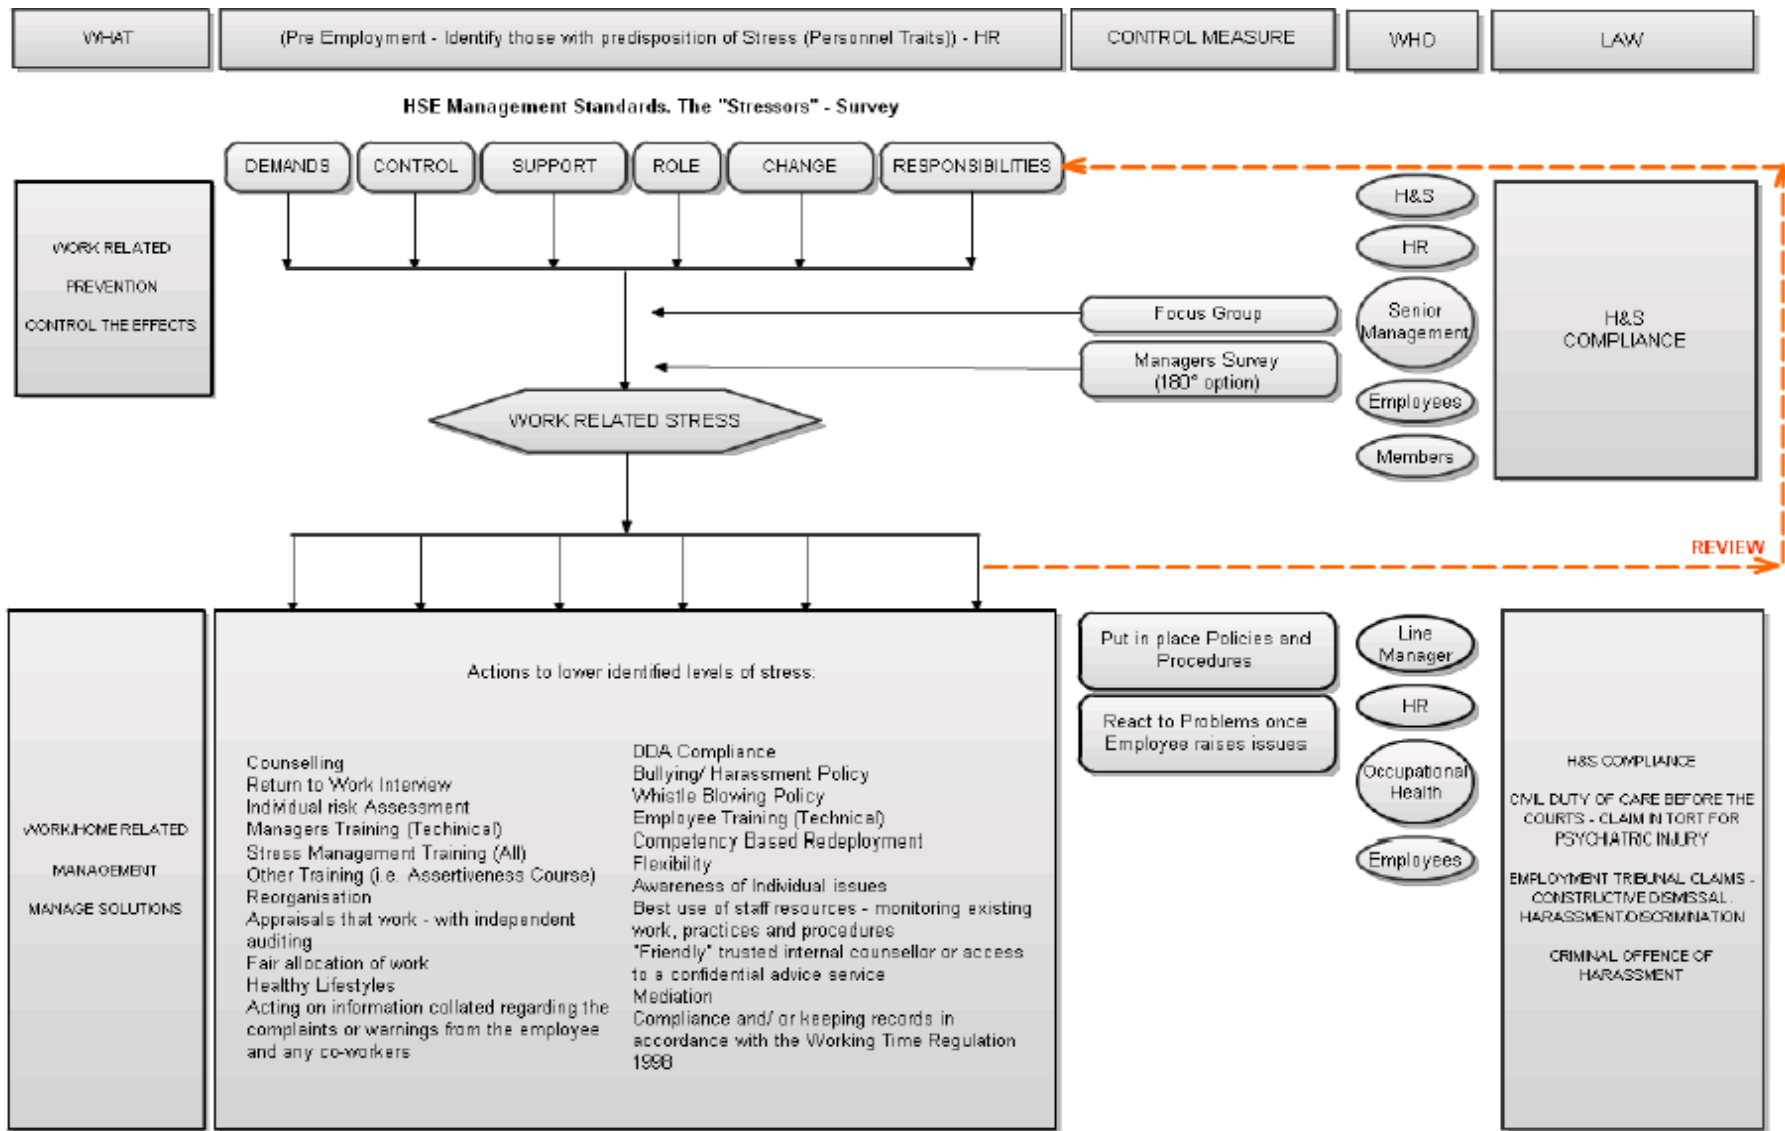 WHAT
(Pre Employment - Identify those with predisposition of Stress (Personnel Traits)) - HR
CONTROL MEASURE
WHO
LAW
HSE Management Standards. The "Stressors" - Survey
DEMANDS
CONTROL
SUPPORT
ROLE
CHANGE
RESPONSIBILITIES
WORK RELATED
PREVENTION
CONTROL THE EFFECTS
Focus Group
Managers Survey
(180° option)
H&S
HR
Senior
Management
Employees
Members
H&S
COMPLIANCE
WORK RELATED STRESS
REVIEW
WORK/HOME RELATED
MANAGEMENT
MANAGE SOLUTIONS
Actions to lower identified levels of stress:
Counselling
Return to Work Interview
Individual risk Assessment
Managers Training (Techinical)
Stress Management Training (All)
Other Training (i.e. Assertiveness Course)
Reorganisation
Appraisals that work - with independent
auditing
Fair allocation of work
Healthy Lifestyles
Acting on information collated regarding the
complaints or warnings from the employee
and any co-workers
DDA Compliance
Bullying/ Harassment Policy
Whistle Blowing Policy
Employee Training (Technical)
Competency Based Redeployment
Flexibility
Awareness of Individual issues
Best use of staff resources - monitoring existing
work, practices and procedures
"Friendly" trusted internal counsellor or access
to a confidential advice service
Mediation
Compliance and/ or keeping records in
accordance with the Working Time Regulation
1998
Put in place Policies and
Procedures
React to Problems once
Employee raises issues
Line
Manager
HR
Occupational
Health
Employees
H&S COMPLIANCE
CIVIL DUTY OF CARE BEFORE THE
COURTS - CLAIM IN TORT FOR
PSYCHIATRIC INJURY
EMPLOYMENT TRIBUNAL CLAIMS -
CONSTRUCTIVE DISMISSAL.
HARASSMENT/DISCRIMINATION
CRIMINAL OFFENCE OF
HARASSMENT